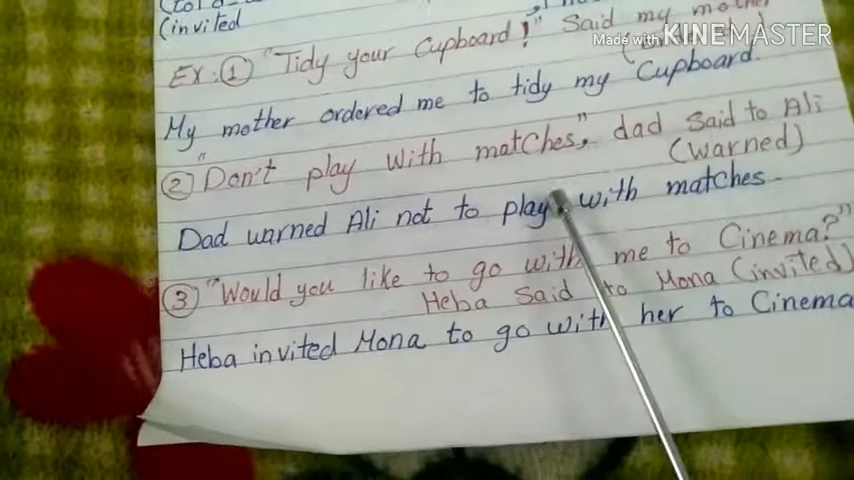 (invited
Ex: ① "Tidy your Cupboard!" Said my mother
Made with KINEMASTER
My mother ordered me to tidy my Cupboard.
② "Don't play with matches," dad said to Ali
(warned)
Dad warned Ali not to play with matches.
③ "Would you like to go with me to Cinema?"
Heba said to Mona (invited)
Heba invited Mona to go with her to Cinema